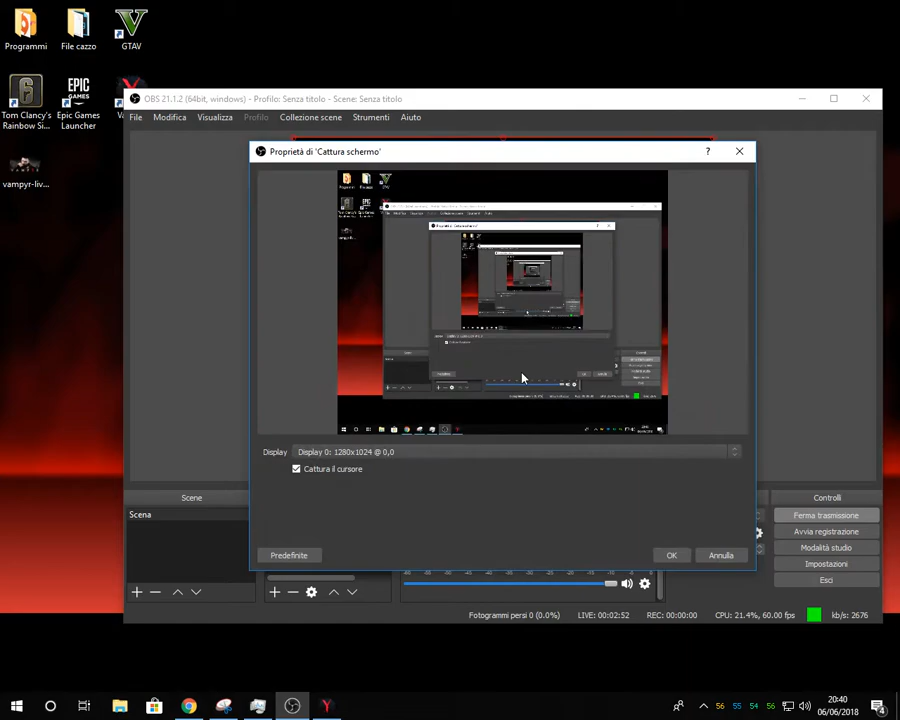 Programmi
File cazzo
GTAV
Tom Clancy's
Rainbow Si...
EPIC
GAMES
Epic Games
Launcher
vampyr-liv...
OBS 21.1.2 (64bit, windows) - Profilo: Senza titolo - Scene: Senza titolo
File Modifica Visualizza Profilo Collezione scene Strumenti Aiuto
Proprietà di 'Cattura schermo'
Display Display 0: 1280x1024 @ 0,0
Cattura il cursore
Predefinite OK Annulla
Scene
Scena
Controlli
Ferma trasmissione
Avvia registrazione
Modalità studio
Impostazioni
Esci
Fotogrammi persi 0 (0.0%) LIVE: 00:02:52 REC: 00:00:00 CPU: 21.4%, 60.00 fps kb/s: 2676
56 55 54 56
20:40
06/06/2018
4